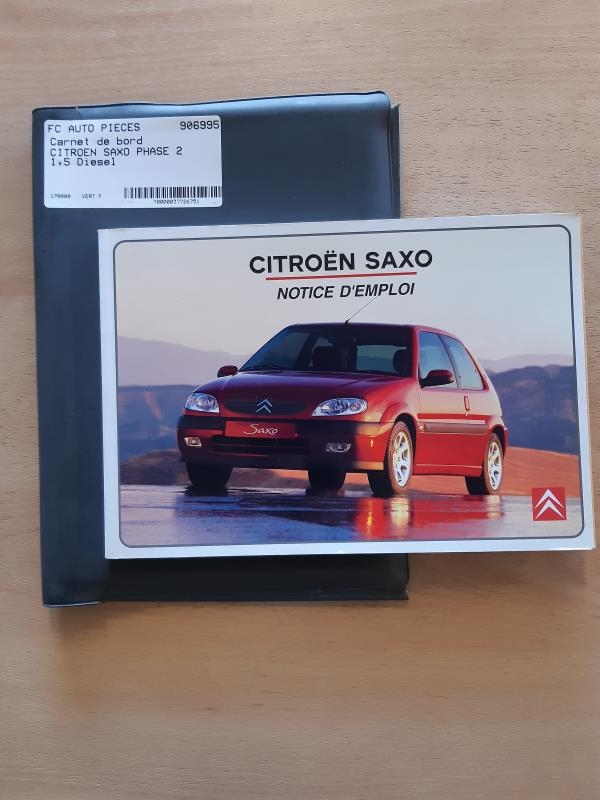 FC AUTO PIECES 906995
Carnet de bord
CITROEN SAXO PHASE 2
1,5 Diesel
170000 VERT F
T0000037726751
CITROËN SAXO
NOTICE D'EMPLOI
Saxo